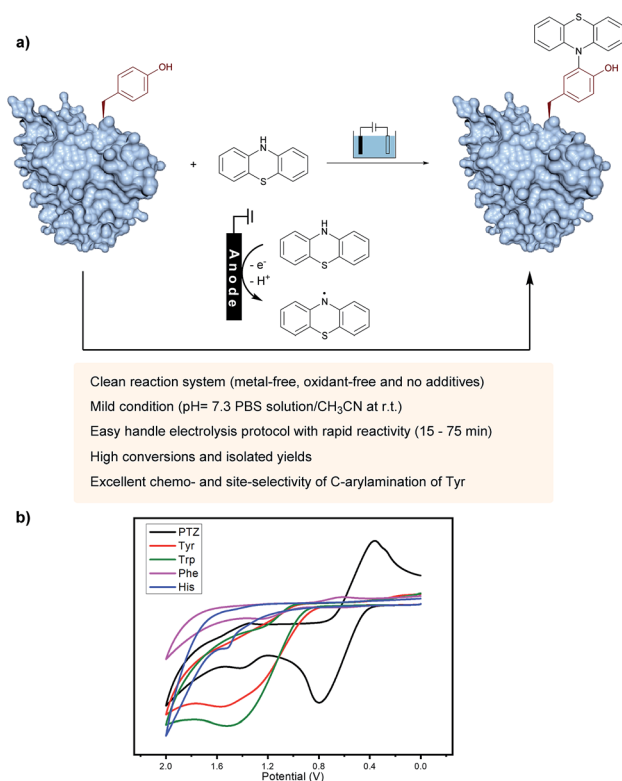 a)
OH
+
H
N
S
S
N
OH
Anode
- e-
- H+
H
N
S
N
S
Clean reaction system (metal-free, oxidant-free and no additives)
Mild condition (pH= 7.3 PBS solution/CH3CN at r.t.)
Easy handle electrolysis protocol with rapid reactivity (15 - 75 min)
High conversions and isolated yields
Excellent chemo- and site-selectivity of C-arylamination of Tyr
b)
PTZ
Tyr
Trp
Phe
His
2.0 1.6 1.2 0.8 0.4 0.0
Potential (V)